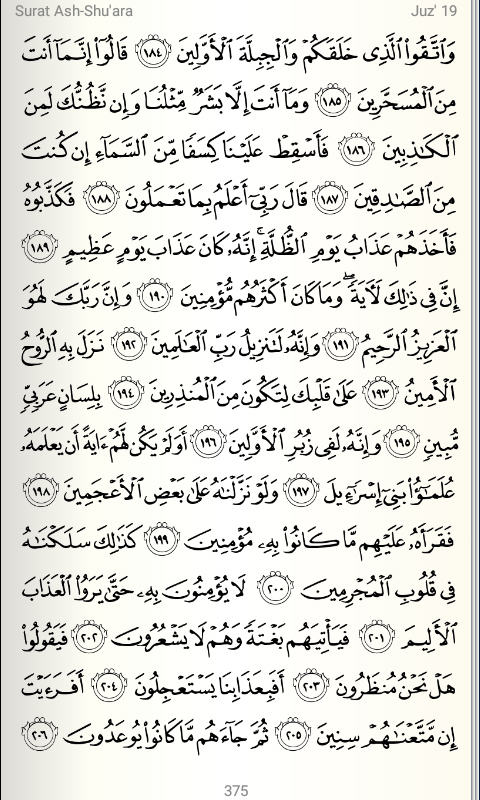 Surat Ash-Shu'ara Juz' 19
وَٱتَّقُوا۟ ٱلَّذِى خَلَقَكُمْ وَٱلْجِبِلَّةَ ٱلْأَوَّلِينَ ١٨٤ قَالُوٓا۟ إِنَّمَآ أَنتَ
مِنَ ٱلْمُسَحَّرِينَ ١٨٥ وَمَآ أَنتَ إِلَّا بَشَرٌ مِّثْلُنَا وَإِن نَّظُنُّكَ لَمِنَ
ٱلْكَـٰذِبِينَ ١٨٦ فَأَسْقِطْ عَلَيْنَا كِسَفًا مِّنَ ٱلسَّمَآءِ إِن كُنتَ
مِنَ ٱلصَّـٰدِقِينَ ١٨٧ قَالَ رَبِّىٓ أَعْلَمُ بِمَا تَعْمَلُونَ ١٨٨ فَكَذَّبُوهُ
فَأَخَذَهُمْ عَذَابُ يَوْمِ ٱلظُّلَّةِ ۚ إِنَّهُۥ كَانَ عَذَابَ يَوْمٍ عَظِيمٍ ١٨٩
إِنَّ فِى ذَٰلِكَ لَـَٔايَةً ۖ وَمَا كَانَ أَكْثَرُهُم مُّؤْمِنِينَ ١٩٠ وَإِنَّ رَبَّكَ لَهُوَ
ٱلْعَزِيزُ ٱلرَّحِيمُ ١٩١ وَإِنَّهُۥ لَتَنزِيلُ رَبِّ ٱلْعَـٰلَمِينَ ١٩٢ نَزَلَ بِهِ ٱلرُّوحُ
ٱلْأَمِينُ ١٩٣ عَلَىٰ قَلْبِكَ لِتَكُونَ مِنَ ٱلْمُنذِرِينَ ١٩٤ بِلِسَانٍ عَرَبِىٍّ
مُّبِينٍ ١٩٥ وَإِنَّهُۥ لَفِى زُبُرِ ٱلْأَوَّلِينَ ١٩٦ أَوَلَمْ يَكُن لَّهُمْ ءَايَةً أَن يَعْلَمَهُۥ
عُلَمَـٰٓؤُا۟ بَنِىٓ إِسْرَٰٓءِيلَ ١٩٧ وَلَوْ نَزَّلْنَـٰهُ عَلَىٰ بَعْضِ ٱلْأَعْجَمِينَ ١٩٨
فَقَرَأَهُۥ عَلَيْهِم مَّا كَانُوا۟ بِهِۦ مُؤْمِنِينَ ١٩٩ كَذَٰلِكَ سَلَكْنَـٰهُ
فِى قُلُوبِ ٱلْمُجْرِمِينَ ٢٠٠ لَا يُؤْمِنُونَ بِهِۦ حَتَّىٰ يَرَوُا۟ ٱلْعَذَابَ
ٱلْأَلِيمَ ٢٠١ فَيَأْتِيَهُم بَغْتَةً وَهُمْ لَا يَشْعُرُونَ ٢٠٢ فَيَقُولُوا۟
هَلْ نَحْنُ مُنظَرُونَ ٢٠٣ أَفَبِعَذَابِنَا يَسْتَعْجِلُونَ ٢٠٤ أَفَرَءَيْتَ
إِن مَّتَّعْنَـٰهُمْ سِنِينَ ٢٠٥ ثُمَّ جَآءَهُم مَّا كَانُوا۟ يُوعَدُونَ ٢٠٦
375